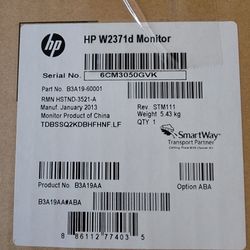 hp
HP W2371d Monitor
Serial No. 6CM3050GVK
Part No. B3A19-60001
RMN HSTND-3521-A
Manuf. January 2013
Monitor Product of China
TDBSSQ2KDBHFHNF.LF
Rev. STM111
Weight: 5.43 kg
QTY 1
SmartWay
Transport Partner
Product No. B3A19AA
Option ABA
B3A19AA#ABA
8 86112 77403 5